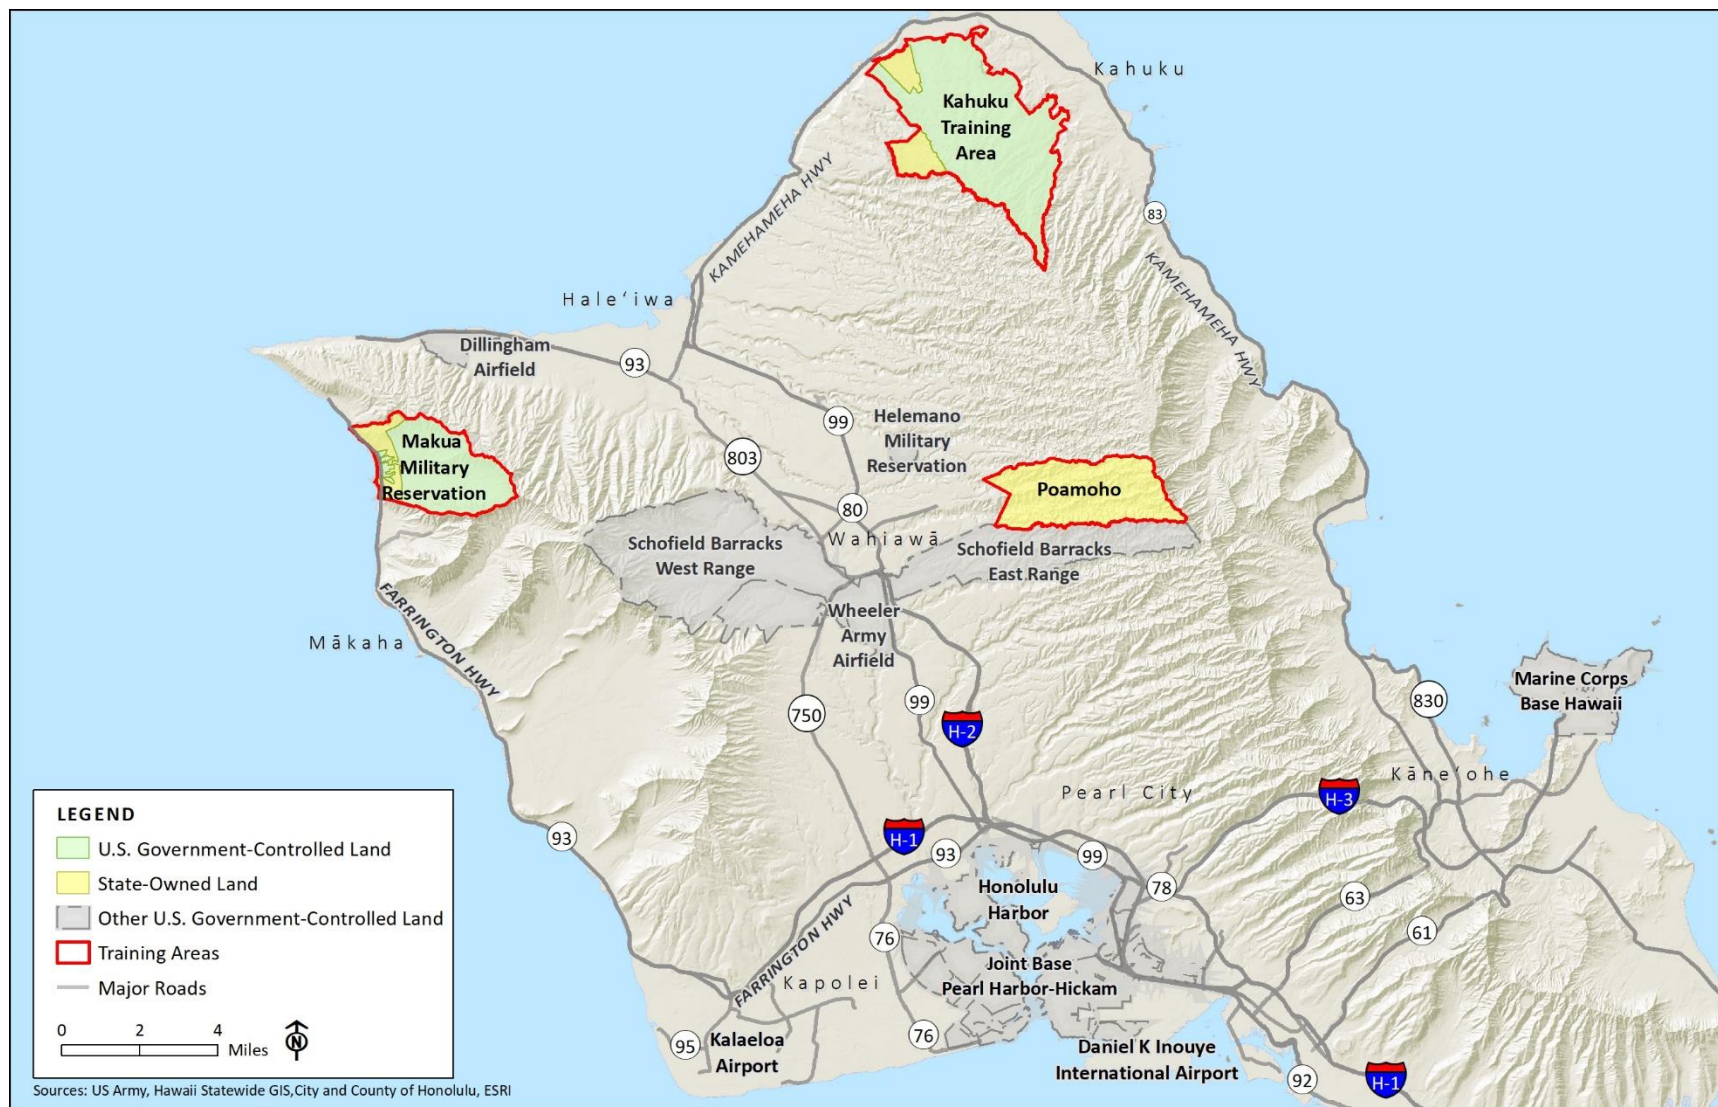 Kahuku
Kahuku
Training
Area
KAMEHAMEHA HWY
83
KAMEHAMEHA HWY
Haleʻiwa
Dillingham
Airfield
93
99
Helemano
Military
Reservation
Makua
Military
Reservation
803
Poamoho
80
Wahiawā
Schofield Barracks
West Range
Schofield Barracks
East Range
Wheeler
Army
Airfield
FARRINGTON HWY
Mākaha
Marine Corps
Base Hawaii
750
99
H-2
830
Kāneʻohe
Pearl City
H-3
H-1
93
93
99
78
Honolulu
Harbor
63
61
76
FARRINGTON HWY
Kapolei
Joint Base
Pearl Harbor-Hickam
95
Kalaeloa
Airport
76
Daniel K Inouye
International Airport
92
H-1
LEGEND
U.S. Government-Controlled Land
State-Owned Land
Other U.S. Government-Controlled Land
Training Areas
Major Roads
0 2 4
Miles
N
Sources: US Army, Hawaii Statewide GIS,City and County of Honolulu, ESRI